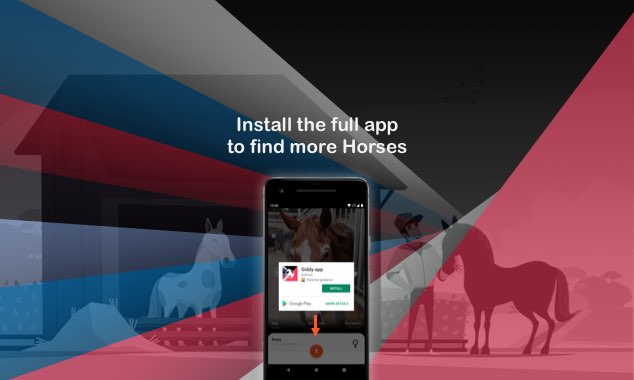 Install the full app
to find more Horses
Giddy-app
INSTALL
Google Play
MORE DETAILS